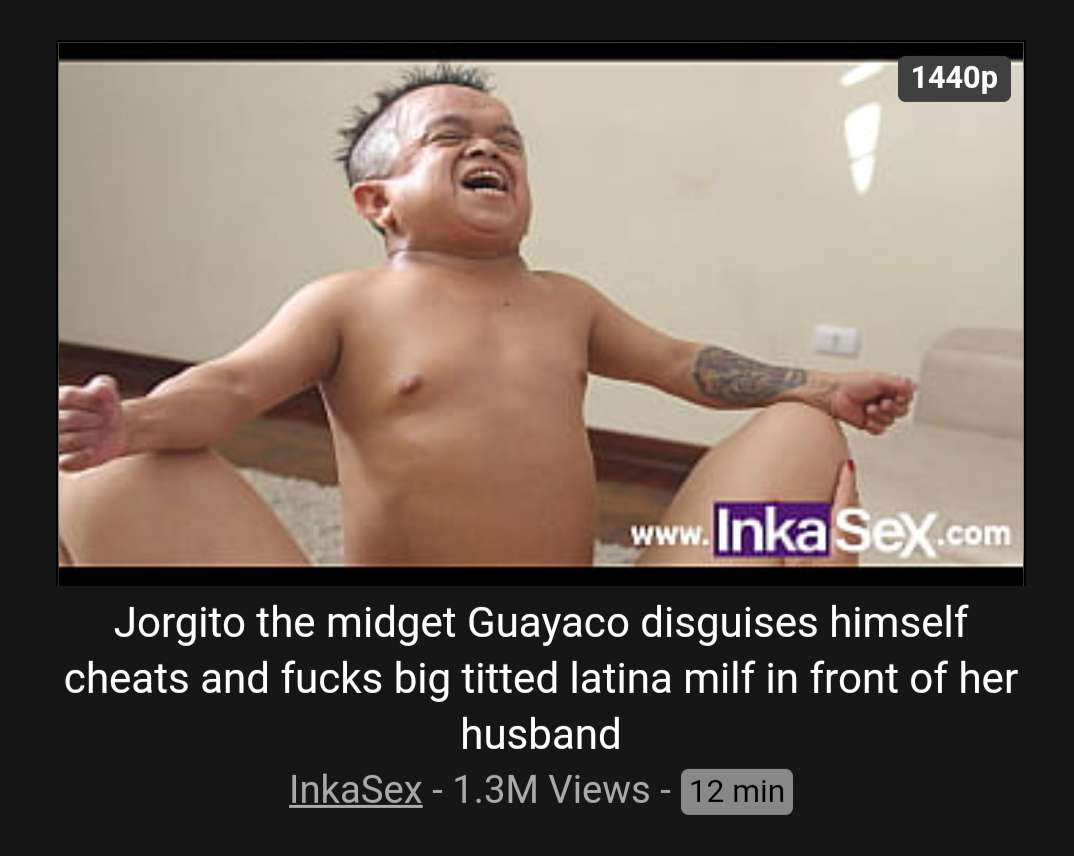 1440p
www.InkaSex.com
Jorgito the midget Guayaco disguises himself
cheats and fucks big titted latina milf in front of her
husband
InkaSex - 1.3M Views - 12 min